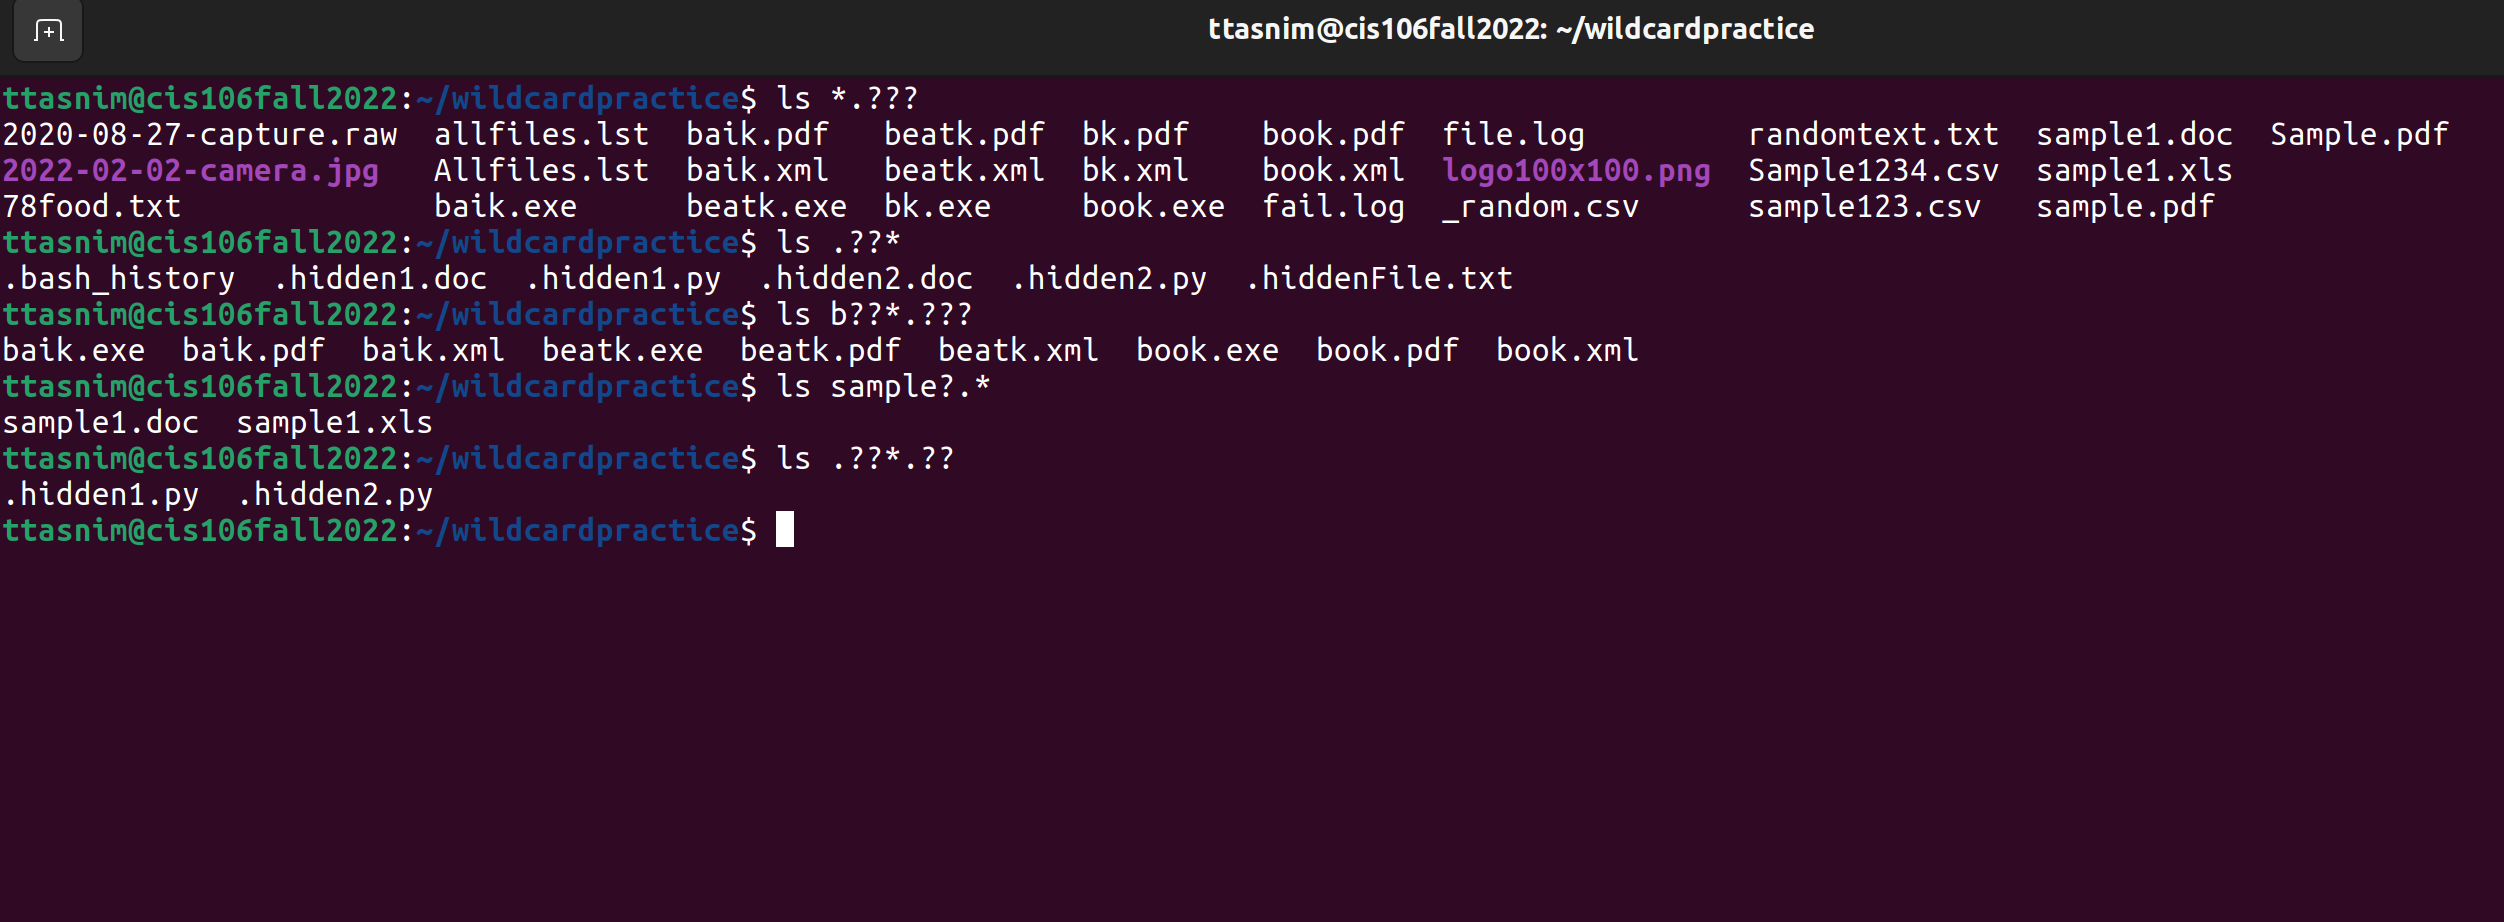 ttasnim@cis106fall2022: ~/wildcardpractice
ttasnim@cis106fall2022:~/wildcardpractice$ ls *.???
2020-08-27-capture.raw  allfiles.lst  baik.pdf   beatk.pdf  bk.pdf    book.pdf  file.log         randomtext.txt  sample1.doc  Sample.pdf
2022-02-02-camera.jpg   Allfiles.lst  baik.xml   beatk.xml  bk.xml    book.xml  logo100x100.png  Sample1234.csv  sample1.xls
78food.txt              baik.exe      beatk.exe  bk.exe     book.exe  fail.log  _random.csv      sample123.csv   sample.pdf
ttasnim@cis106fall2022:~/wildcardpractice$ ls .??*
.bash_history  .hidden1.doc  .hidden1.py  .hidden2.doc  .hidden2.py  .hiddenFile.txt
ttasnim@cis106fall2022:~/wildcardpractice$ ls b??*.???
baik.exe  baik.pdf  baik.xml  beatk.exe  beatk.pdf  beatk.xml  book.exe  book.pdf  book.xml
ttasnim@cis106fall2022:~/wildcardpractice$ ls sample?.*
sample1.doc  sample1.xls
ttasnim@cis106fall2022:~/wildcardpractice$ ls .??*.??
.hidden1.py  .hidden2.py
ttasnim@cis106fall2022:~/wildcardpractice$